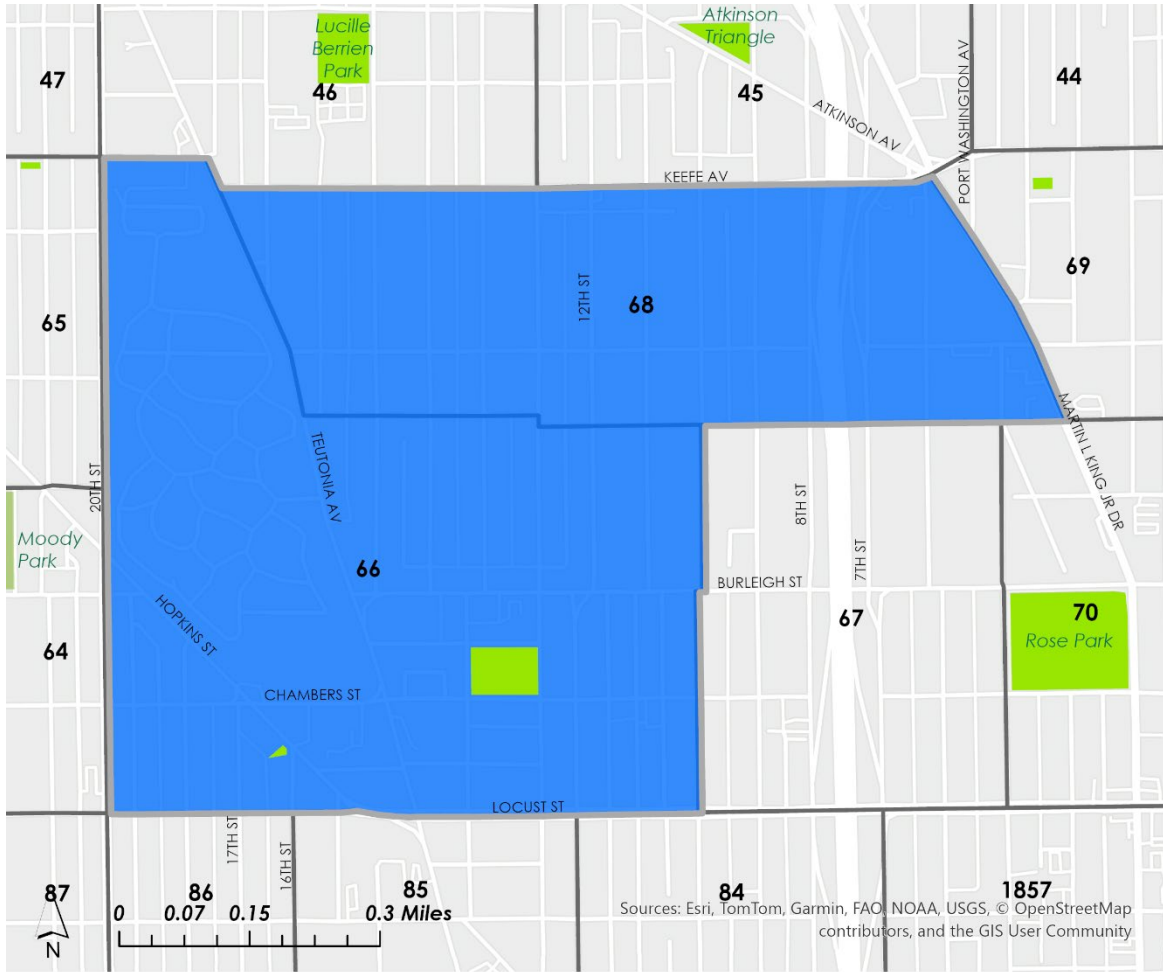 Lucille
Berrien
Park
Atkinson
Triangle
47
46
45
44
ATKINSON AV
PORT WASHINGTON AV
KEEFE AV
69
65
12TH ST
68
MARTIN L KING JR DR
TEUTONIA AV
20TH ST
8TH ST
7TH ST
Moody
Park
66
BURLEIGH ST
HOPKINS ST
67
70
Rose Park
64
CHAMBERS ST
LOCUST ST
17TH ST
16TH ST
87
86
85
84
1857
0 0.07 0.15 0.3 Miles
N
Sources: Esri, TomTom, Garmin, FAO, NOAA, USGS, © OpenStreetMap
contributors, and the GIS User Community